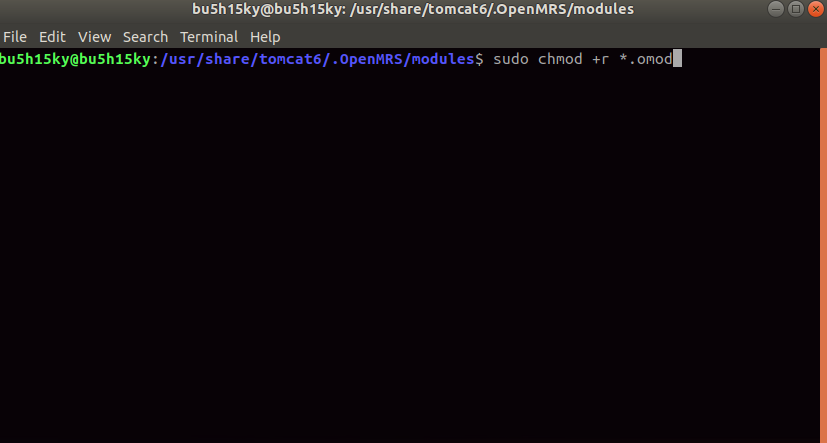 bu5h15ky@bu5h15ky: /usr/share/tomcat6/.OpenMRS/modules
File Edit View Search Terminal Help
bu5h15ky@bu5h15ky:/usr/share/tomcat6/.OpenMRS/modules$ sudo chmod +r *.omod